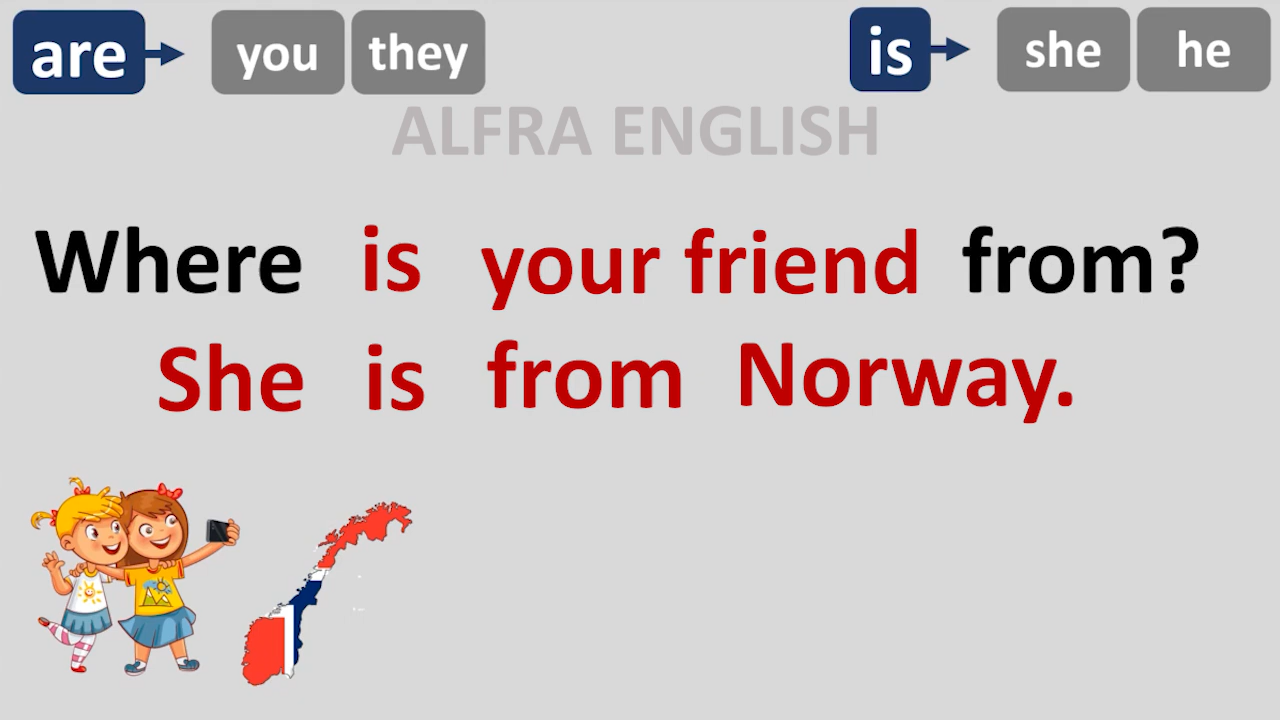 are you they is she he
ALFRA ENGLISH
Where is your friend from?
She is from Norway.